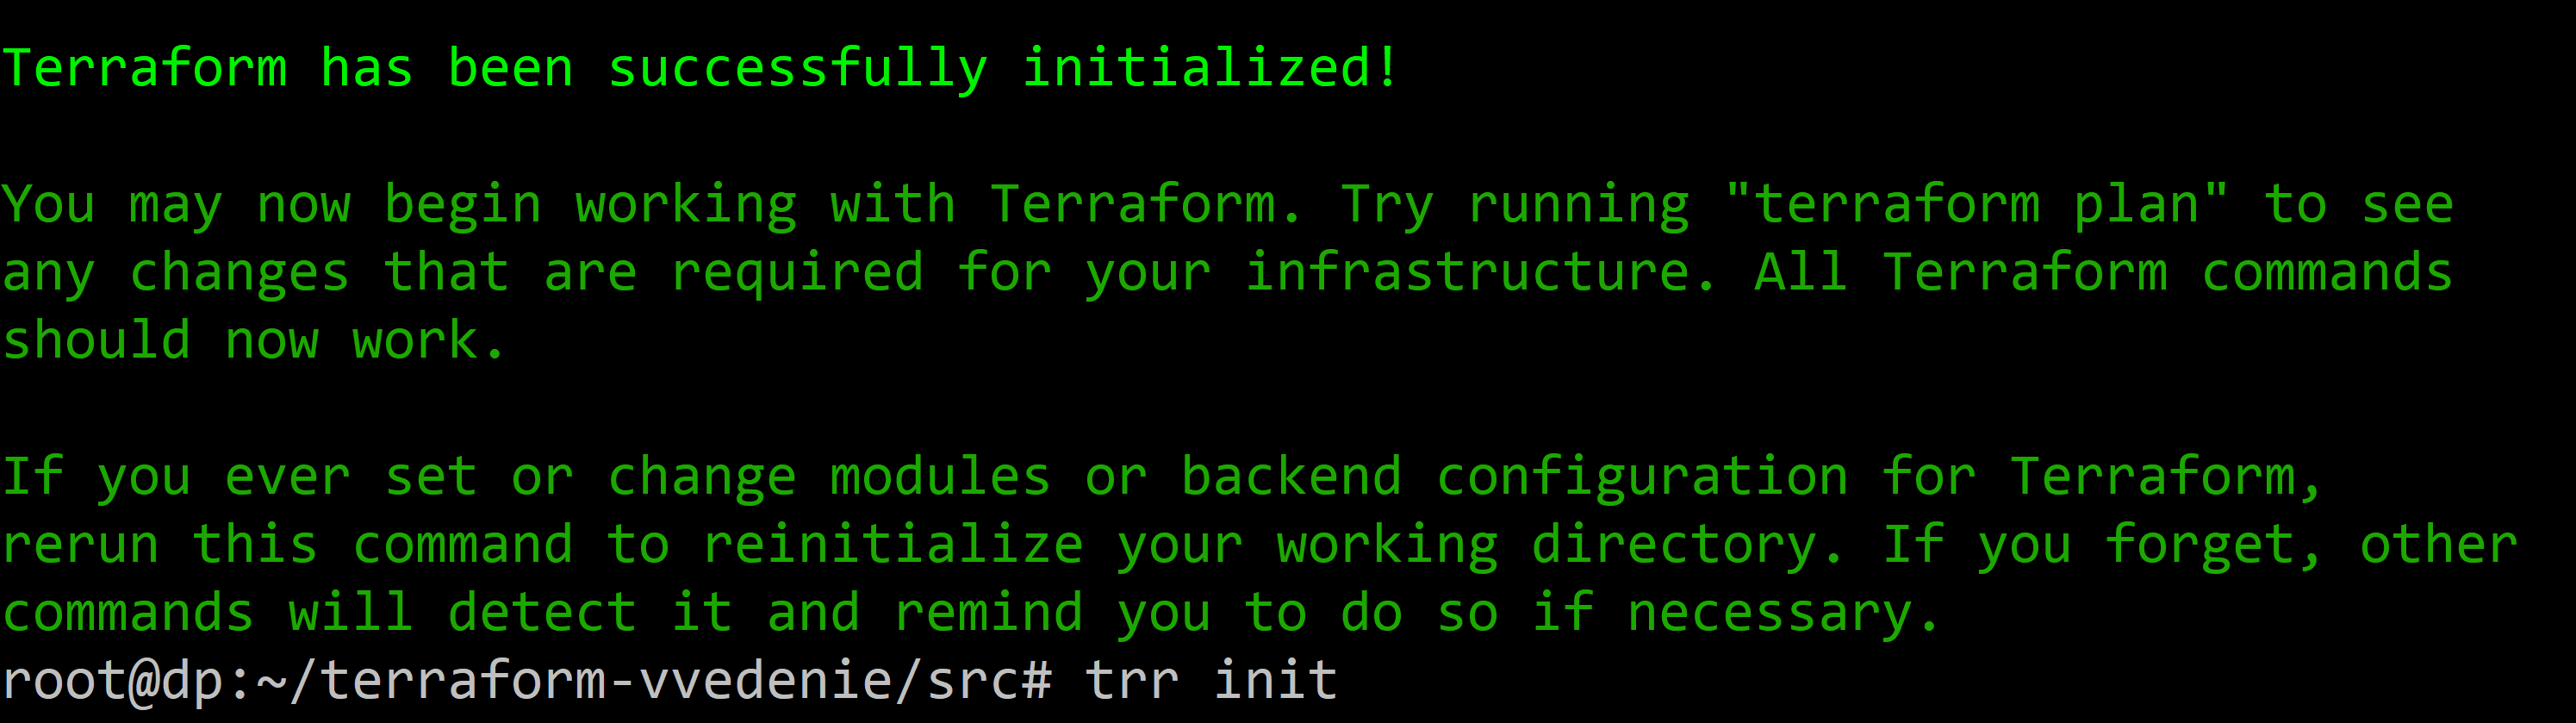 Terraform has been successfully initialized!
You may now begin working with Terraform. Try running "terraform plan" to see
any changes that are required for your infrastructure. All Terraform commands
should now work.
If you ever set or change modules or backend configuration for Terraform,
rerun this command to reinitialize your working directory. If you forget, other
commands will detect it and remind you to do so if necessary.
root@dp:~/terraform-vvedenie/src# trr init